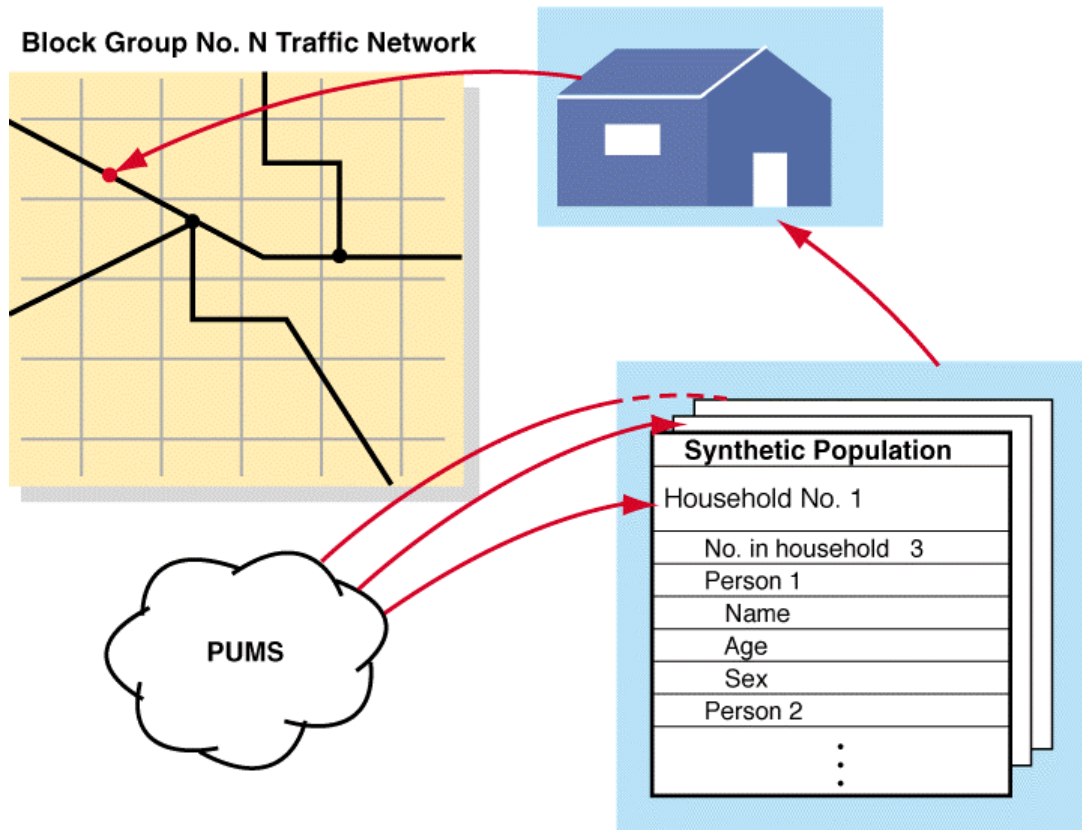 Block Group No. N Traffic Network
Synthetic Population
Household No. 1
No. in household 3
Person 1
Name
Age
Sex
Person 2
PUMS